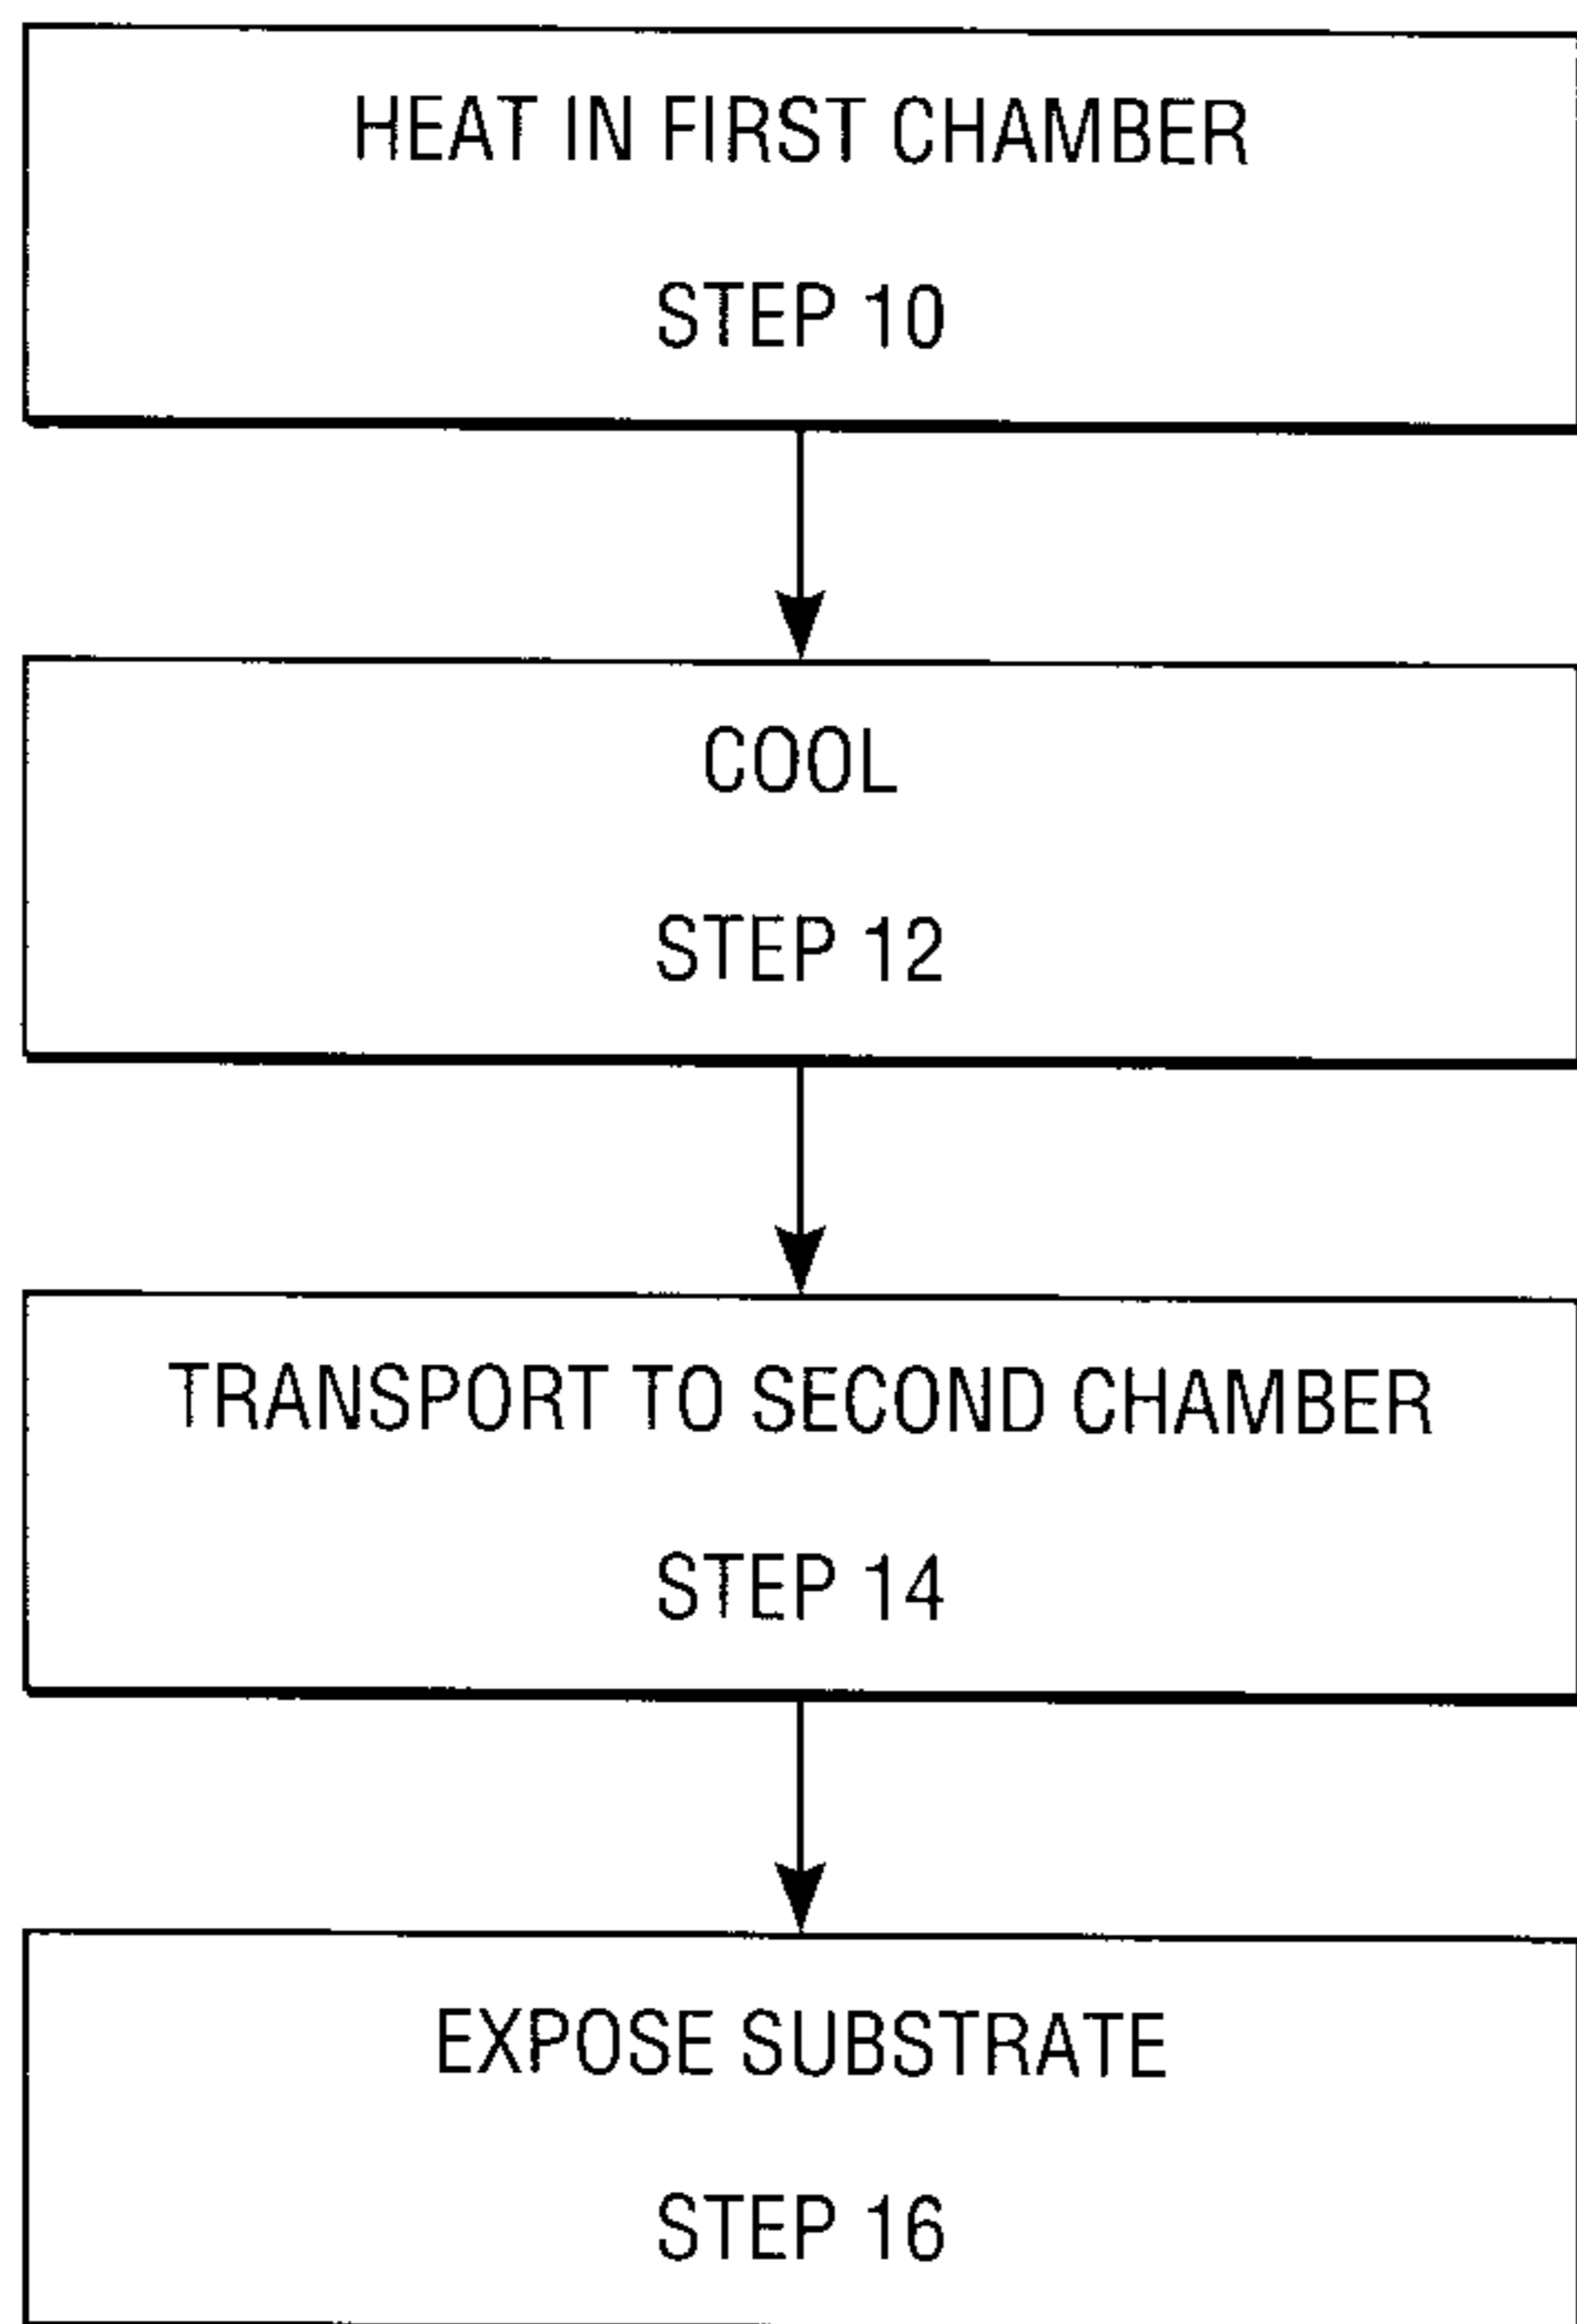 HEAT IN FIRST CHAMBER
STEP 10
COOL
STEP 12
TRANSPORT TO SECOND CHAMBER
STEP 14
EXPOSE SUBSTRATE
STEP 16